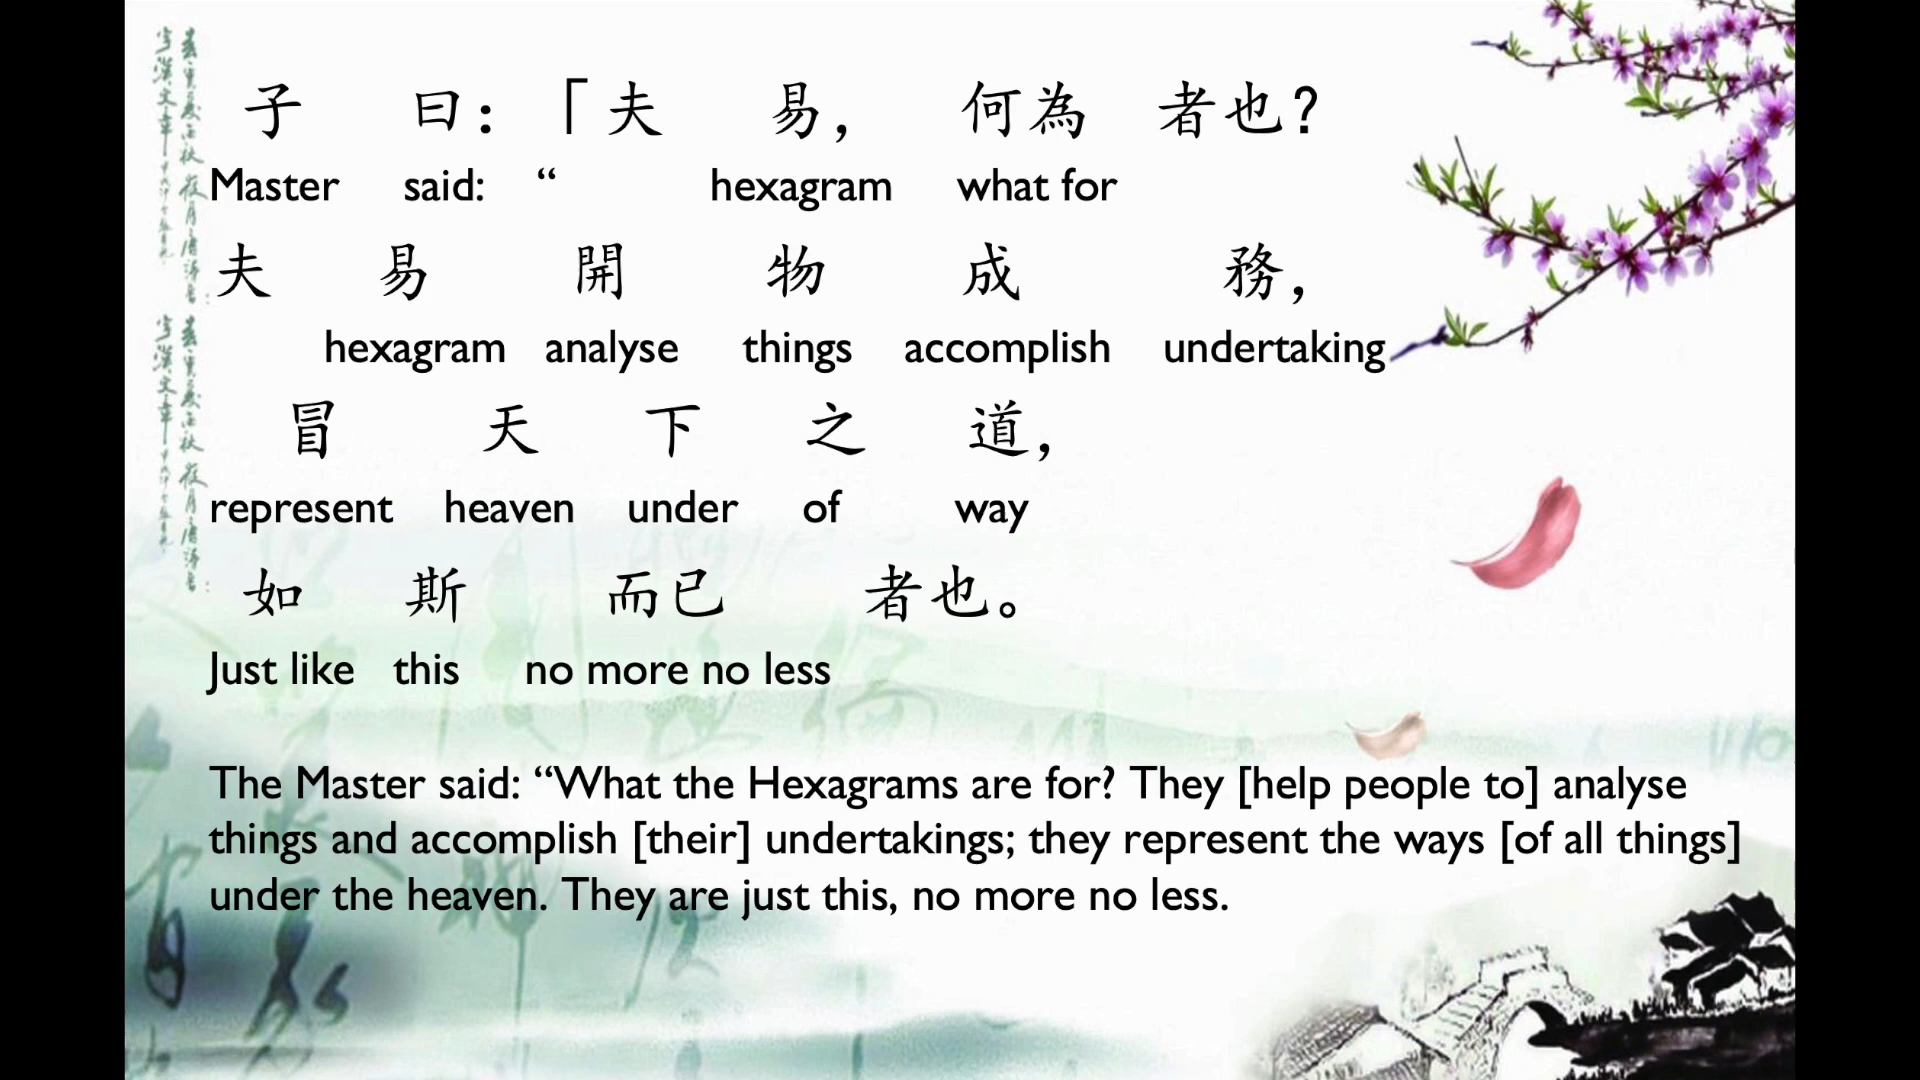 子 曰：「夫 易， 何為 者也？
Master said: “ hexagram what for
夫 易 開 物 成 務，
hexagram analyse things accomplish undertaking
冒 天 下 之 道，
represent heaven under of way
如 斯 而已 者也。
Just like this no more no less
The Master said: “What the Hexagrams are for? They [help people to] analyse
things and accomplish [their] undertakings; they represent the ways [of all things]
under the heaven. They are just this, no more no less.